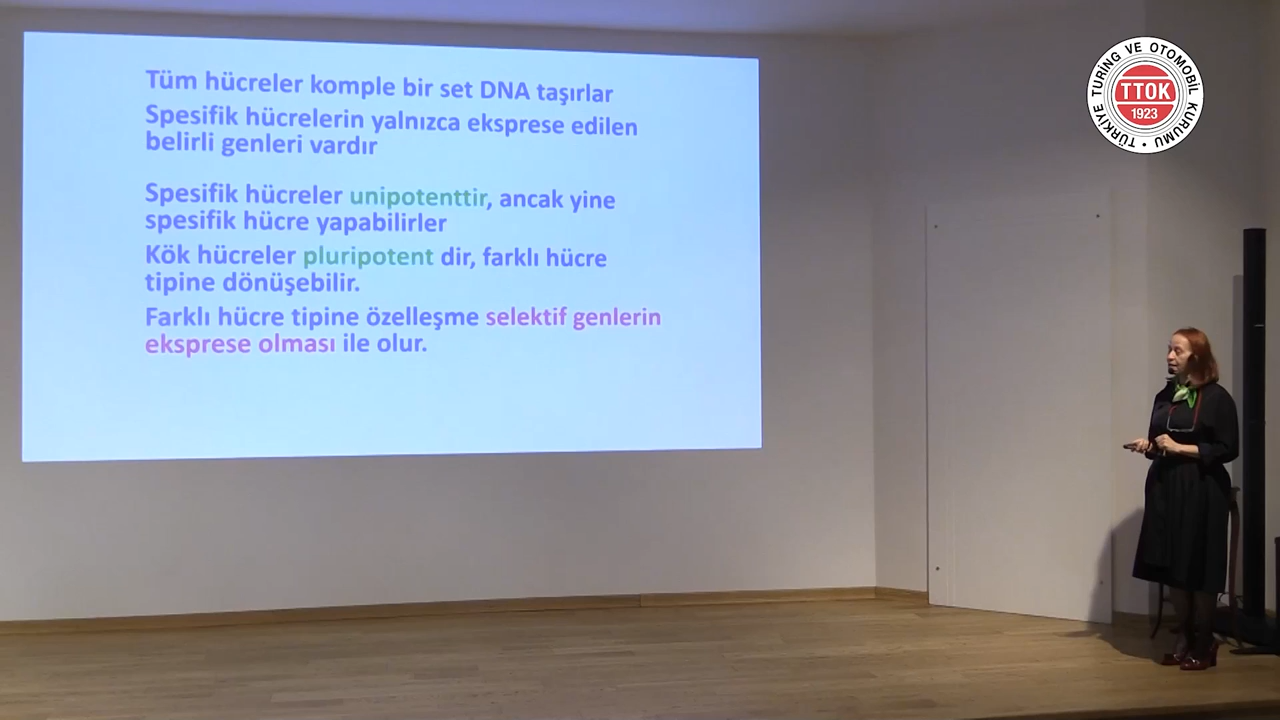 Tüm hücreler komple bir set DNA taşırlar
Spesifik hücrelerin yalnızca eksprese edilen
belirli genleri vardır
Spesifik hücreler unipotenttir, ancak yine
spesifik hücre yapabilirler
Kök hücreler pluripotent dir, farklı hücre
tipine dönüşebilir.
Farklı hücre tipine özelleşme selektif genlerin
eksprese olması ile olur.
TÜRKİYE TURİNG VE OTOMOBİL KURUMU
TTOK
1923